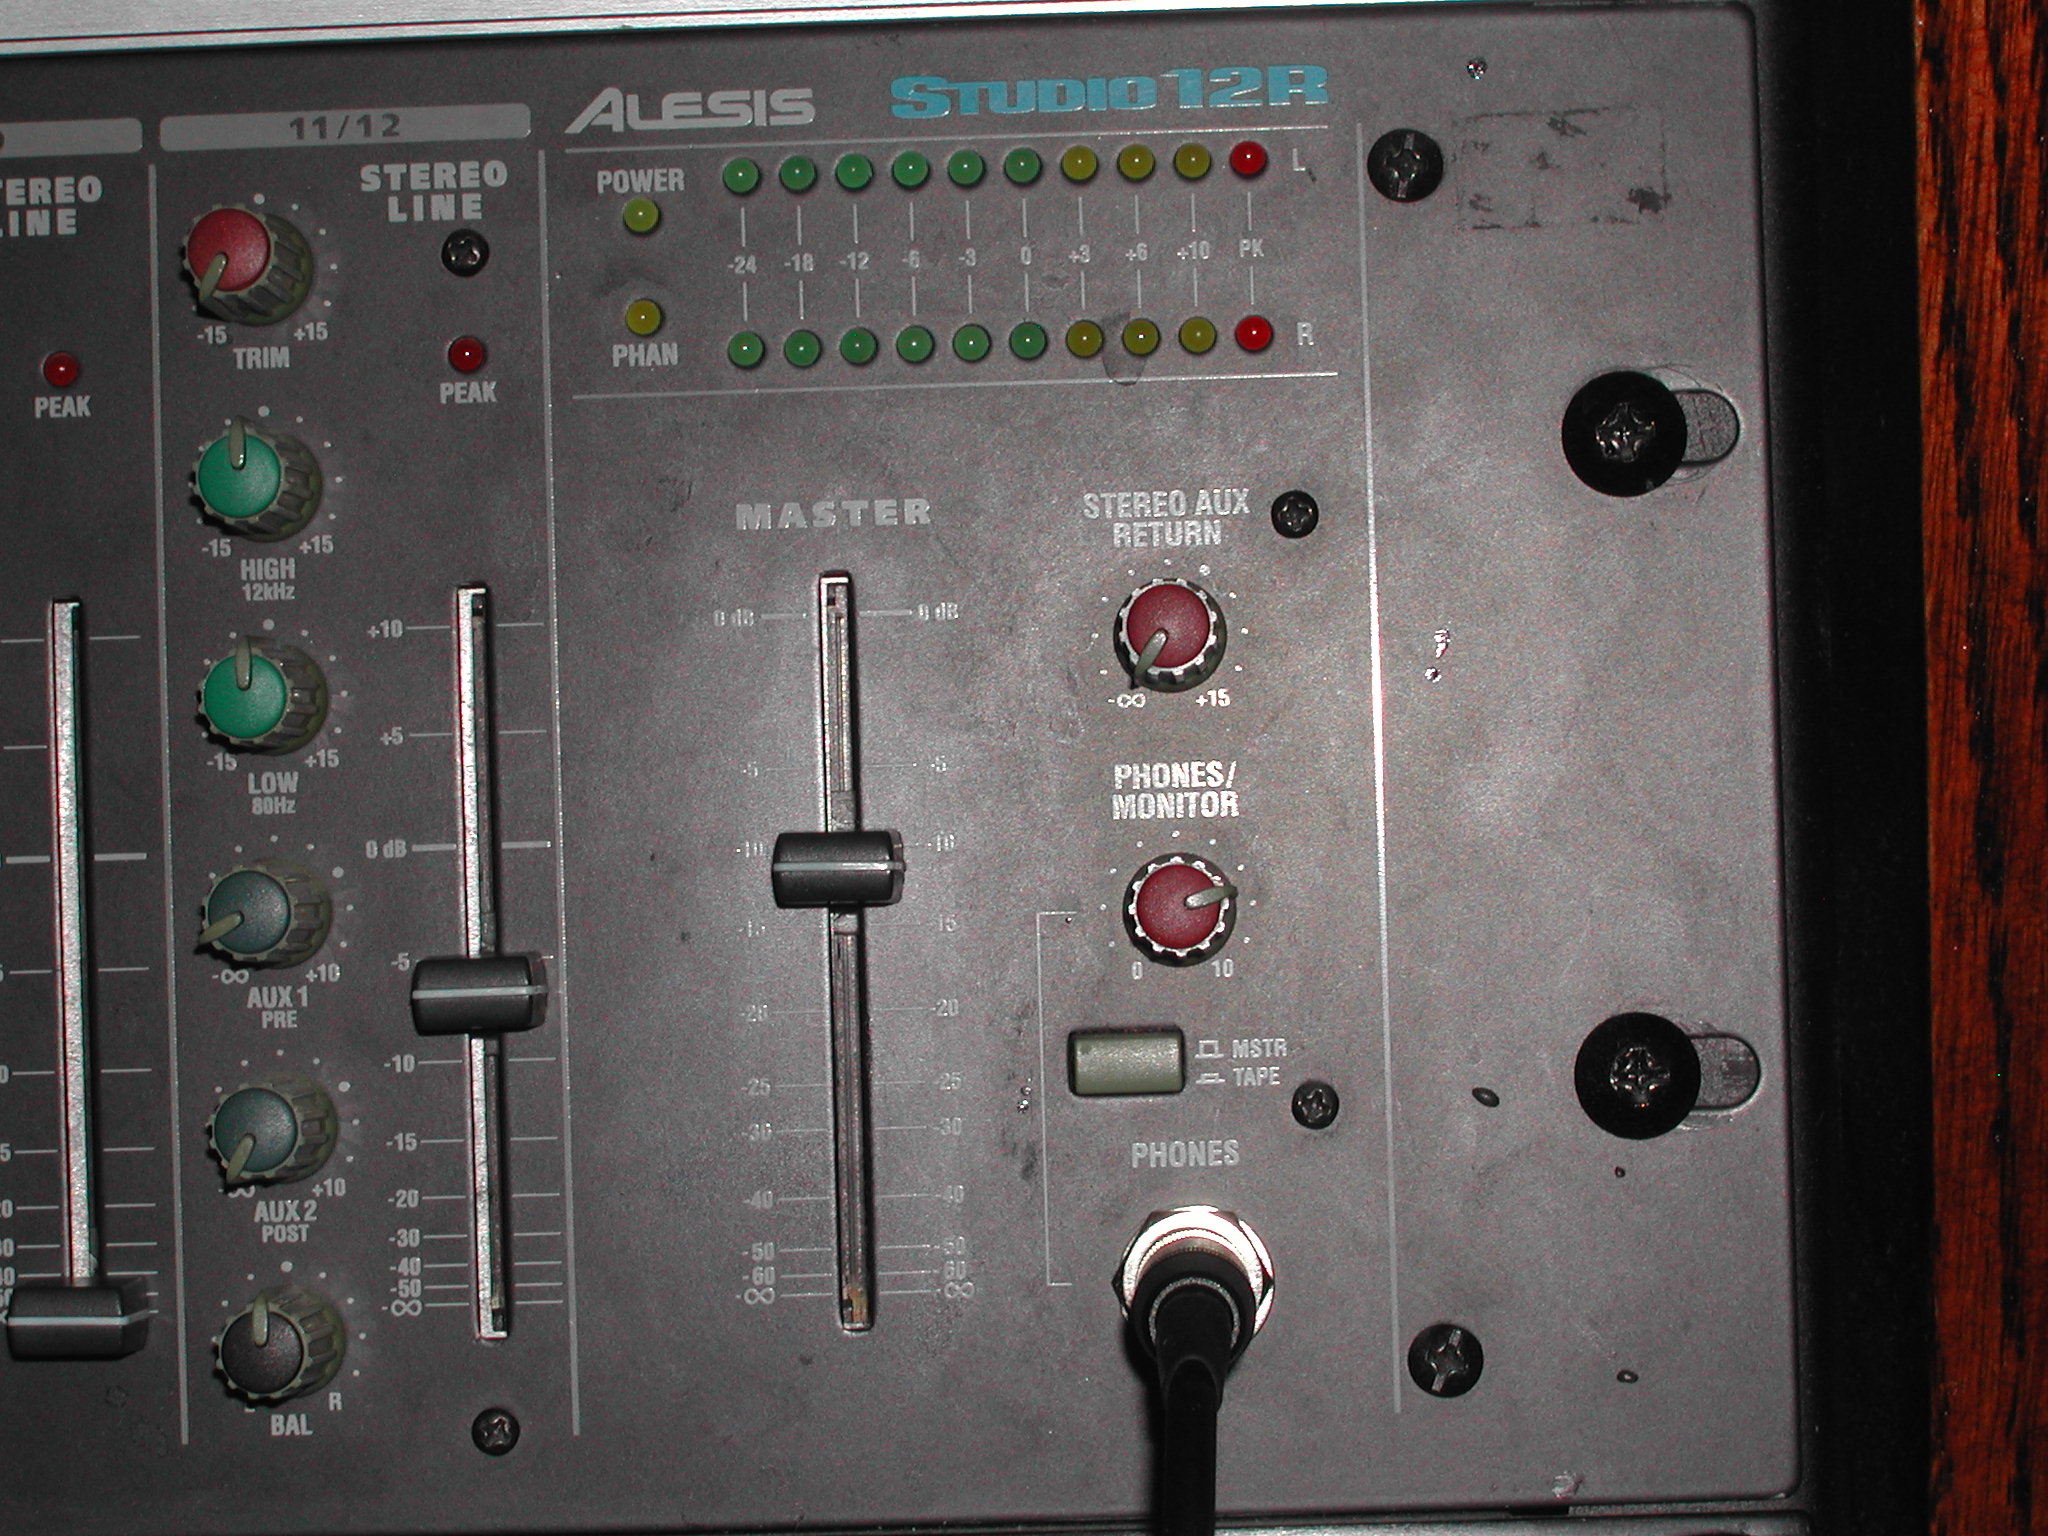 TEREO
LINE
PEAK
11/12
STEREO
LINE
-15 +15
TRIM
PEAK
-15 +15
HIGH
12kHz
-15 +15
LOW
80Hz
-∞ +10
AUX 1
PRE
-∞ +10
AUX 2
POST
R
BAL
+10
+5
0 dB
-5
-10
-15
-20
-30
-40
-50
-∞
ALESIS STUDIO 12R
POWER
PHAN
L
-24 -18 -12 -6 -3 0 +3 +6 +10 PK
R
MASTER
0 dB 0 dB
-5 -5
-10 -10
-15 -15
-20 -20
-25 -25
-30 -30
-40 -40
-50 -50
-60 -60
-∞ -∞
STEREO AUX
RETURN
-∞ +15
PHONES/
MONITOR
0 10
MSTR
TAPE
PHONES